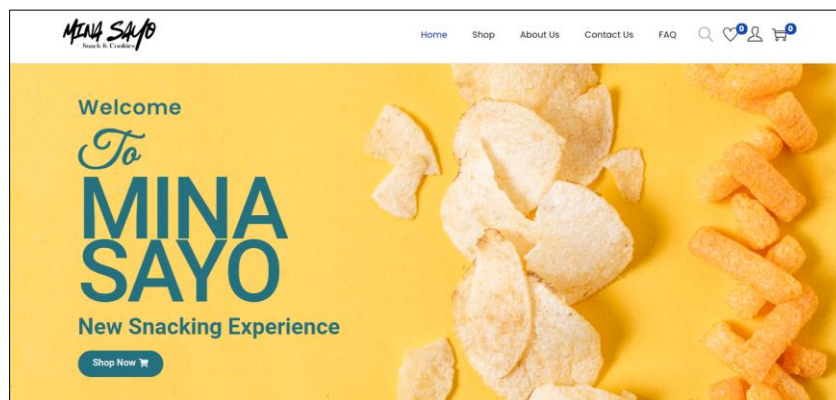 MINA SAYO
Snack & Cookies
Home Shop About Us Contact Us FAQ 0 0
Welcome
To
MINA
SAYO
New Snacking Experience
Shop Now